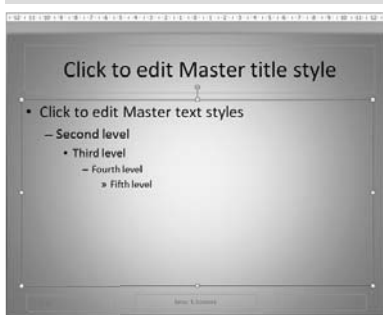 Click to edit Master title style
• Click to edit Master text styles
– Second level
• Third level
– Fourth level
» Fifth level